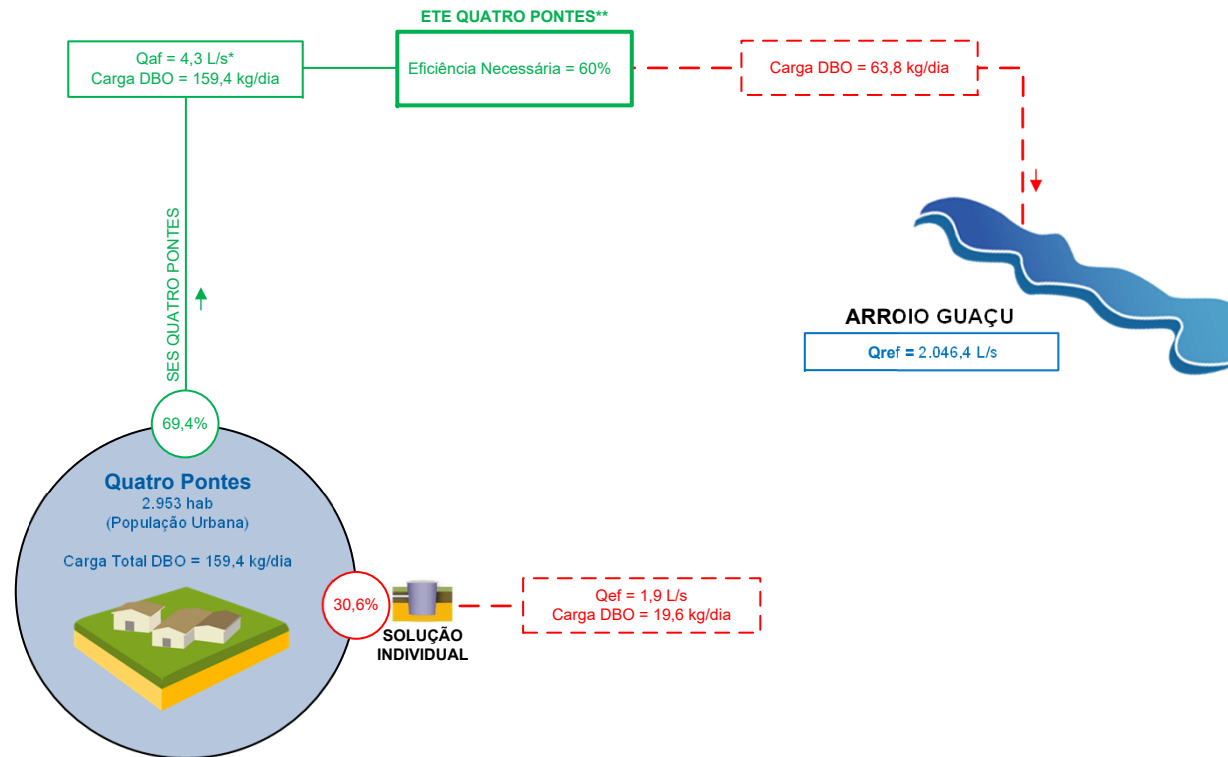 ETE QUATRO PONTES**
Qaf = 4,3 L/s*
Carga DBO = 159,4 kg/dia
Eficiência Necessária = 60%
Carga DBO = 63,8 kg/dia
SES QUATRO PONTES
ARROIO GUAÇU
Qref = 2.046,4 L/s
69,4%
Quatro Pontes
2.953 hab
(População Urbana)
Carga Total DBO = 159,4 kg/dia
30,6%
SOLUÇÃO
INDIVIDUAL
Qef = 1,9 L/s
Carga DBO = 19,6 kg/dia